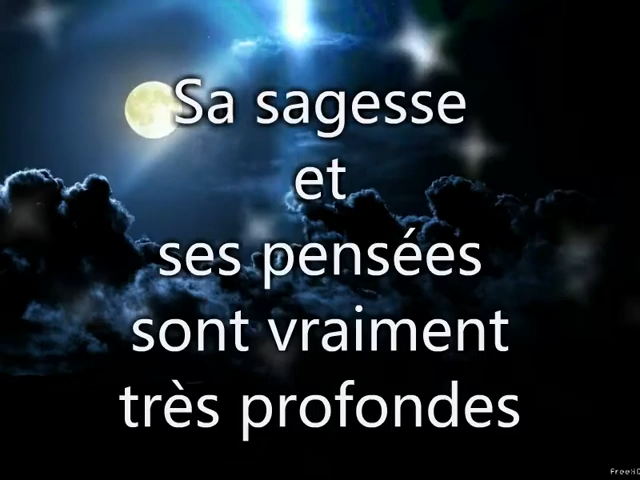 Sa sagesse
et
ses pensées
sont vraiment
très profondes